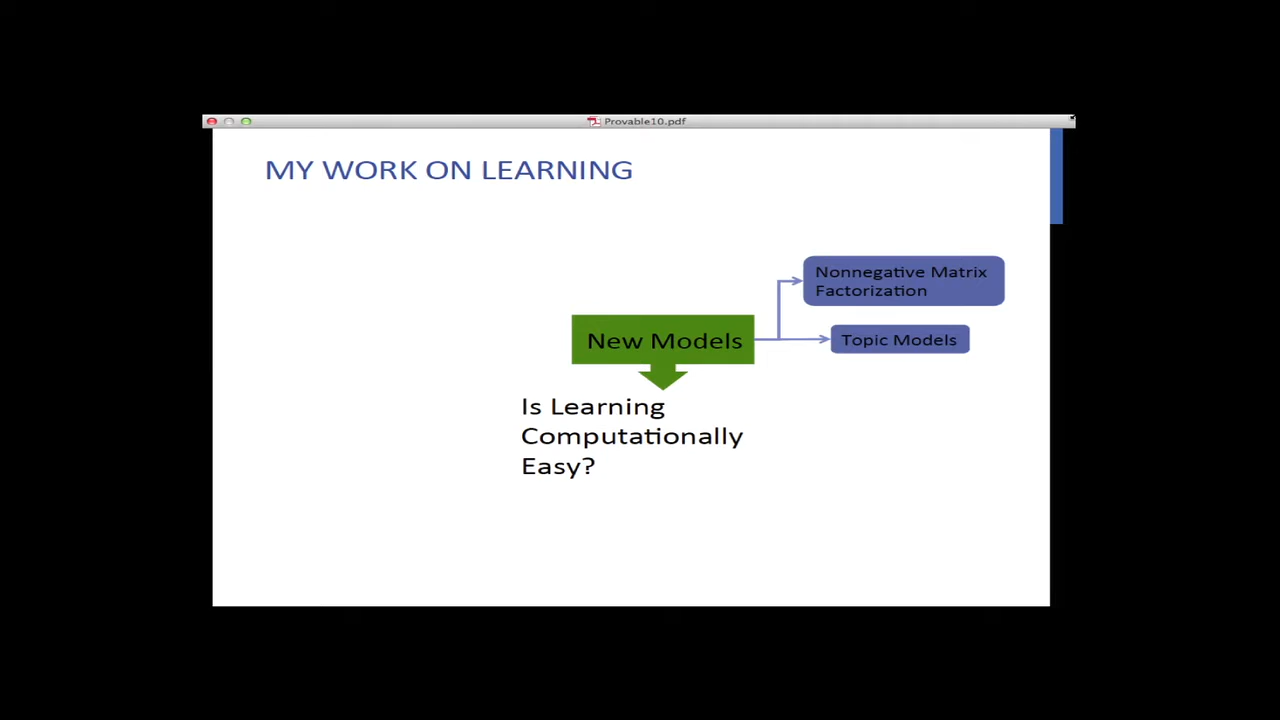 Provable10.pdf
MY WORK ON LEARNING
Nonnegative Matrix
Factorization
New Models
Topic Models
Is Learning
Computationally
Easy?